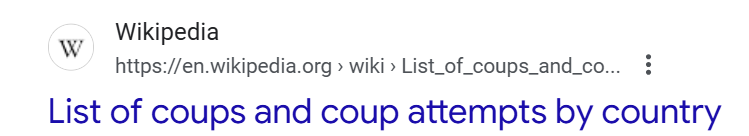 W
Wikipedia
https://en.wikipedia.org › wiki › List_of_coups_and_co...
List of coups and coup attempts by country